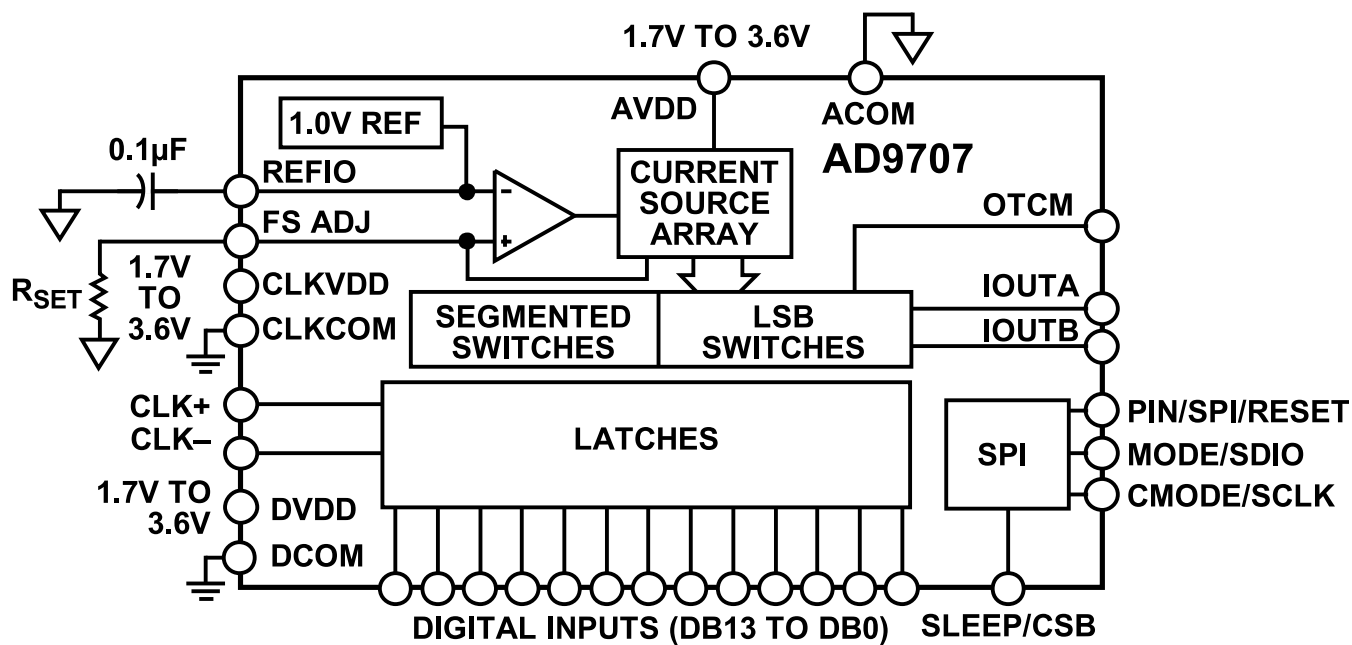 1.7V TO 3.6V
AVDD
ACOM
AD9707
1.0V REF
0.1µF
REFIO
FS ADJ
CURRENT
SOURCE
ARRAY
OTCM
RSET
1.7V
TO
3.6V
CLKVDD
CLKCOM
SEGMENTED
SWITCHES
LSB
SWITCHES
IOUTA
IOUTB
CLK+
CLK–
LATCHES
SPI
PIN/SPI/RESET
MODE/SDIO
CMODE/SCLK
1.7V TO
3.6V
DVDD
DCOM
DIGITAL INPUTS (DB13 TO DB0)
SLEEP/CSB